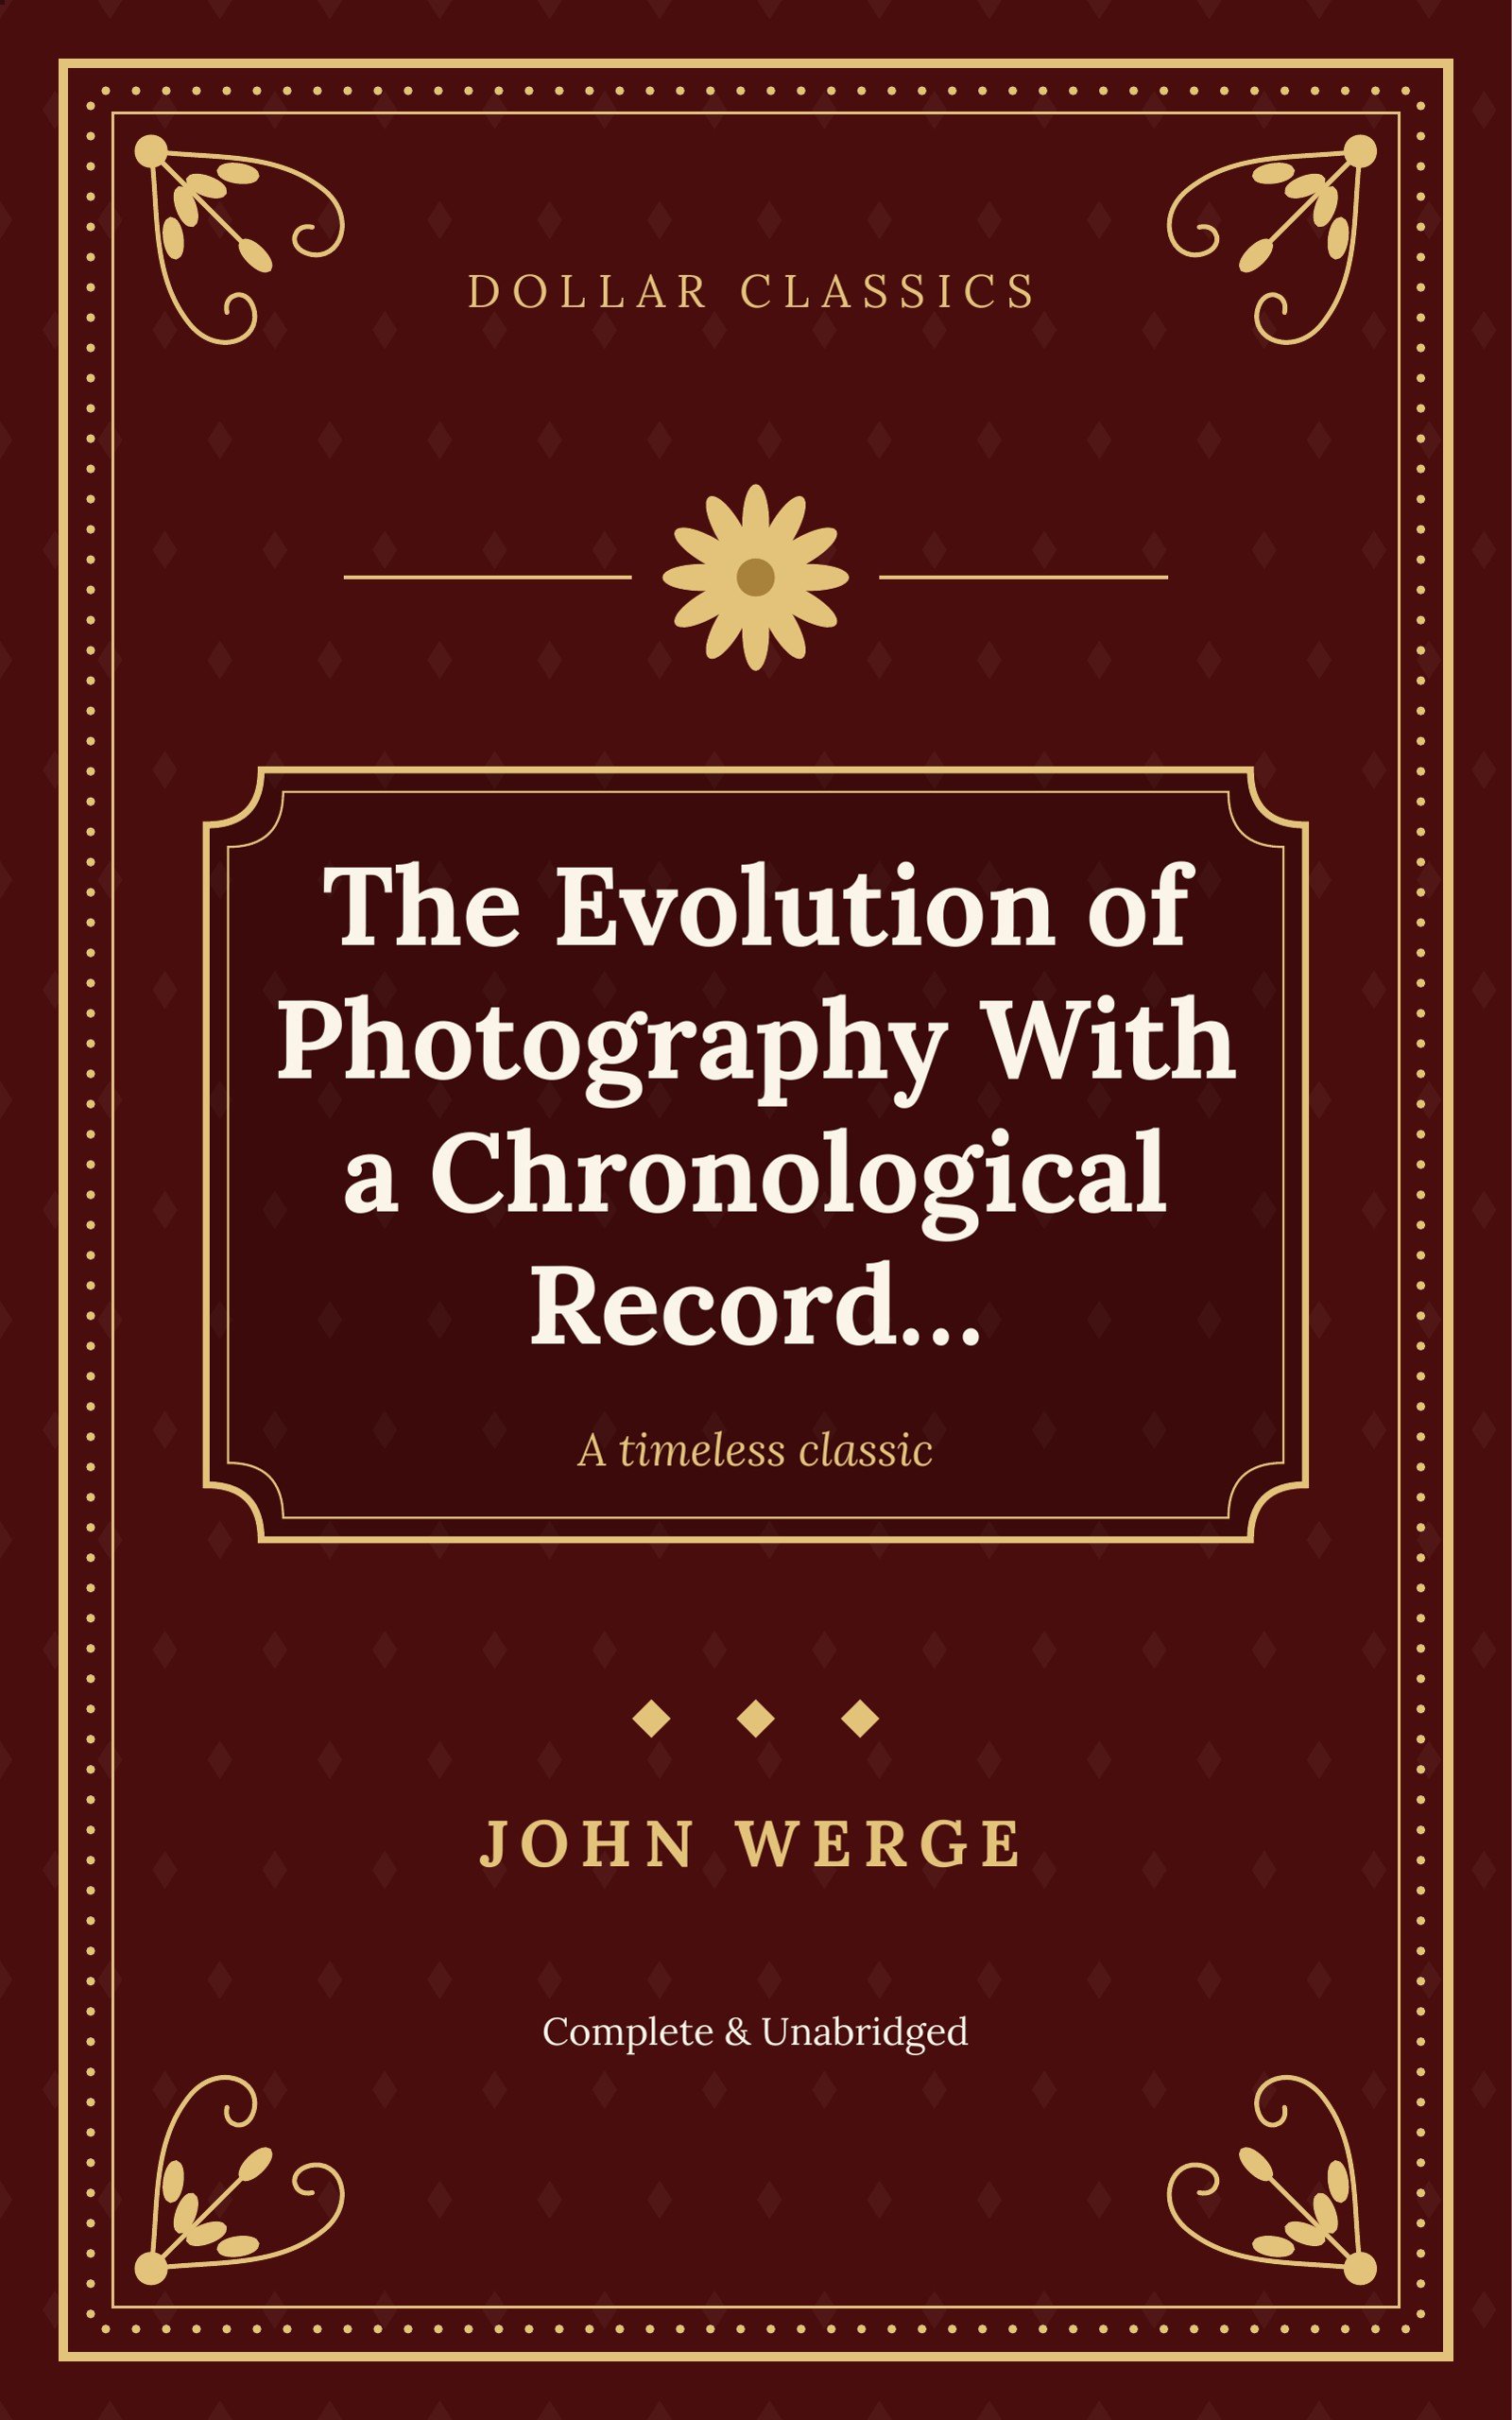 DOLLAR CLASSICS
The Evolution of
Photography With
a Chronological
Record...
A timeless classic
JOHN WERGE
Complete & Unabridged